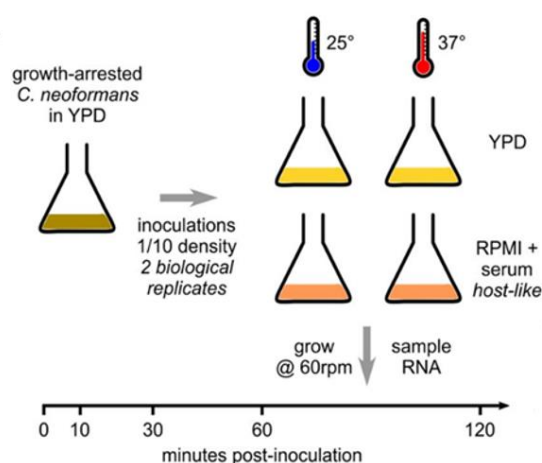 25°
37°
growth-arrested
C. neoformans
in YPD
YPD
inoculations
1/10 density
2 biological
replicates
RPMI +
serum
host-like
grow
@ 60rpm
sample
RNA
0 10 30 60 120
minutes post-inoculation